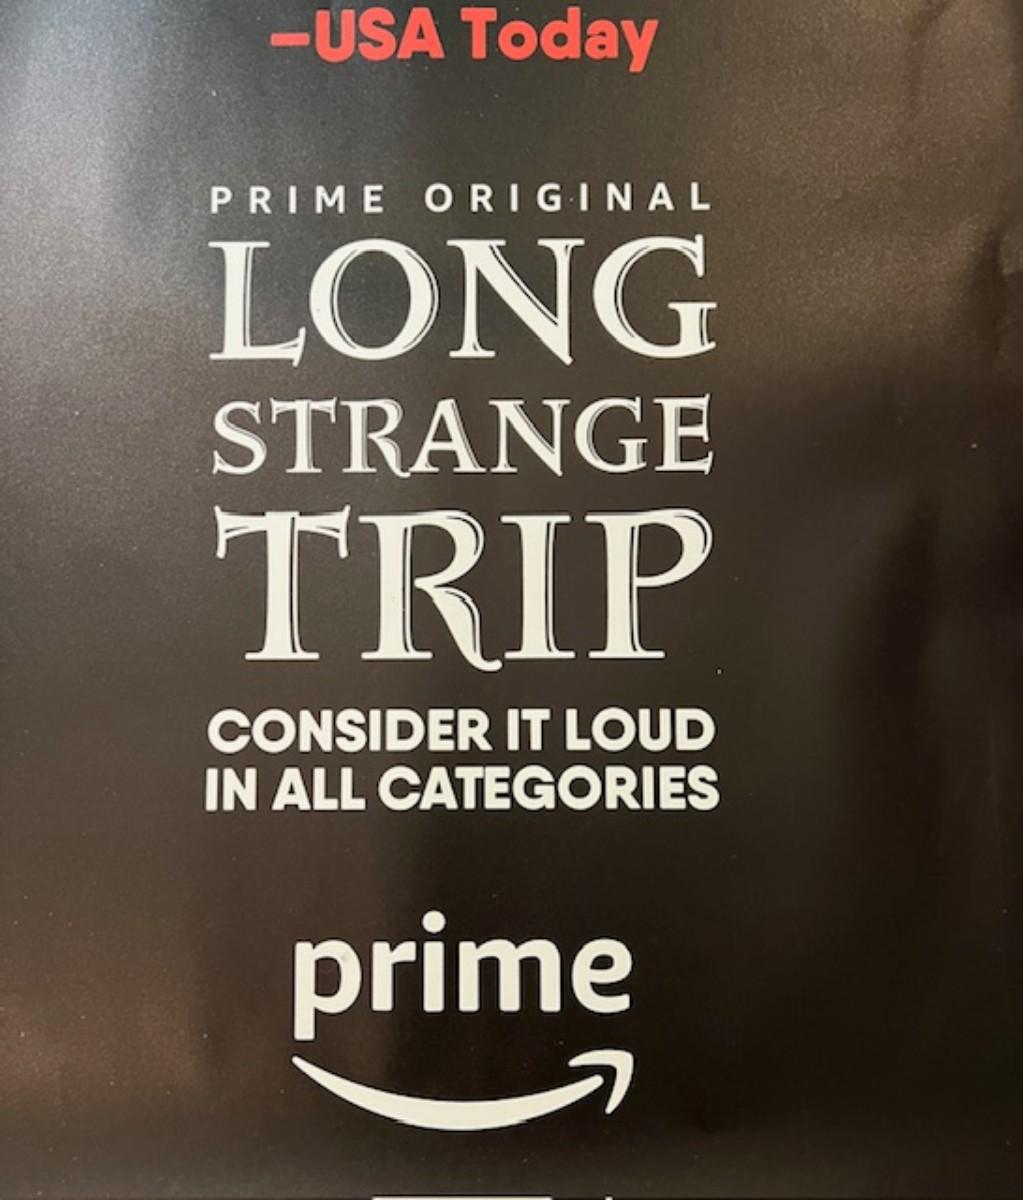 –USA Today
PRIME ORIGINAL
LONG
STRANGE
TRIP
CONSIDER IT LOUD
IN ALL CATEGORIES
prime